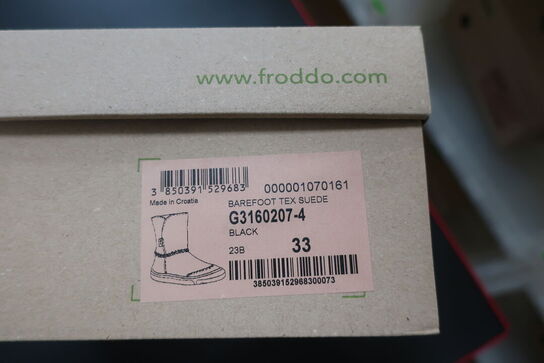 www.froddo.com
3 850391 529683
000001070161
Made in Croatia
BAREFOOT TEX SUEDE
G3160207-4
BLACK
23B
33
385039152968300073